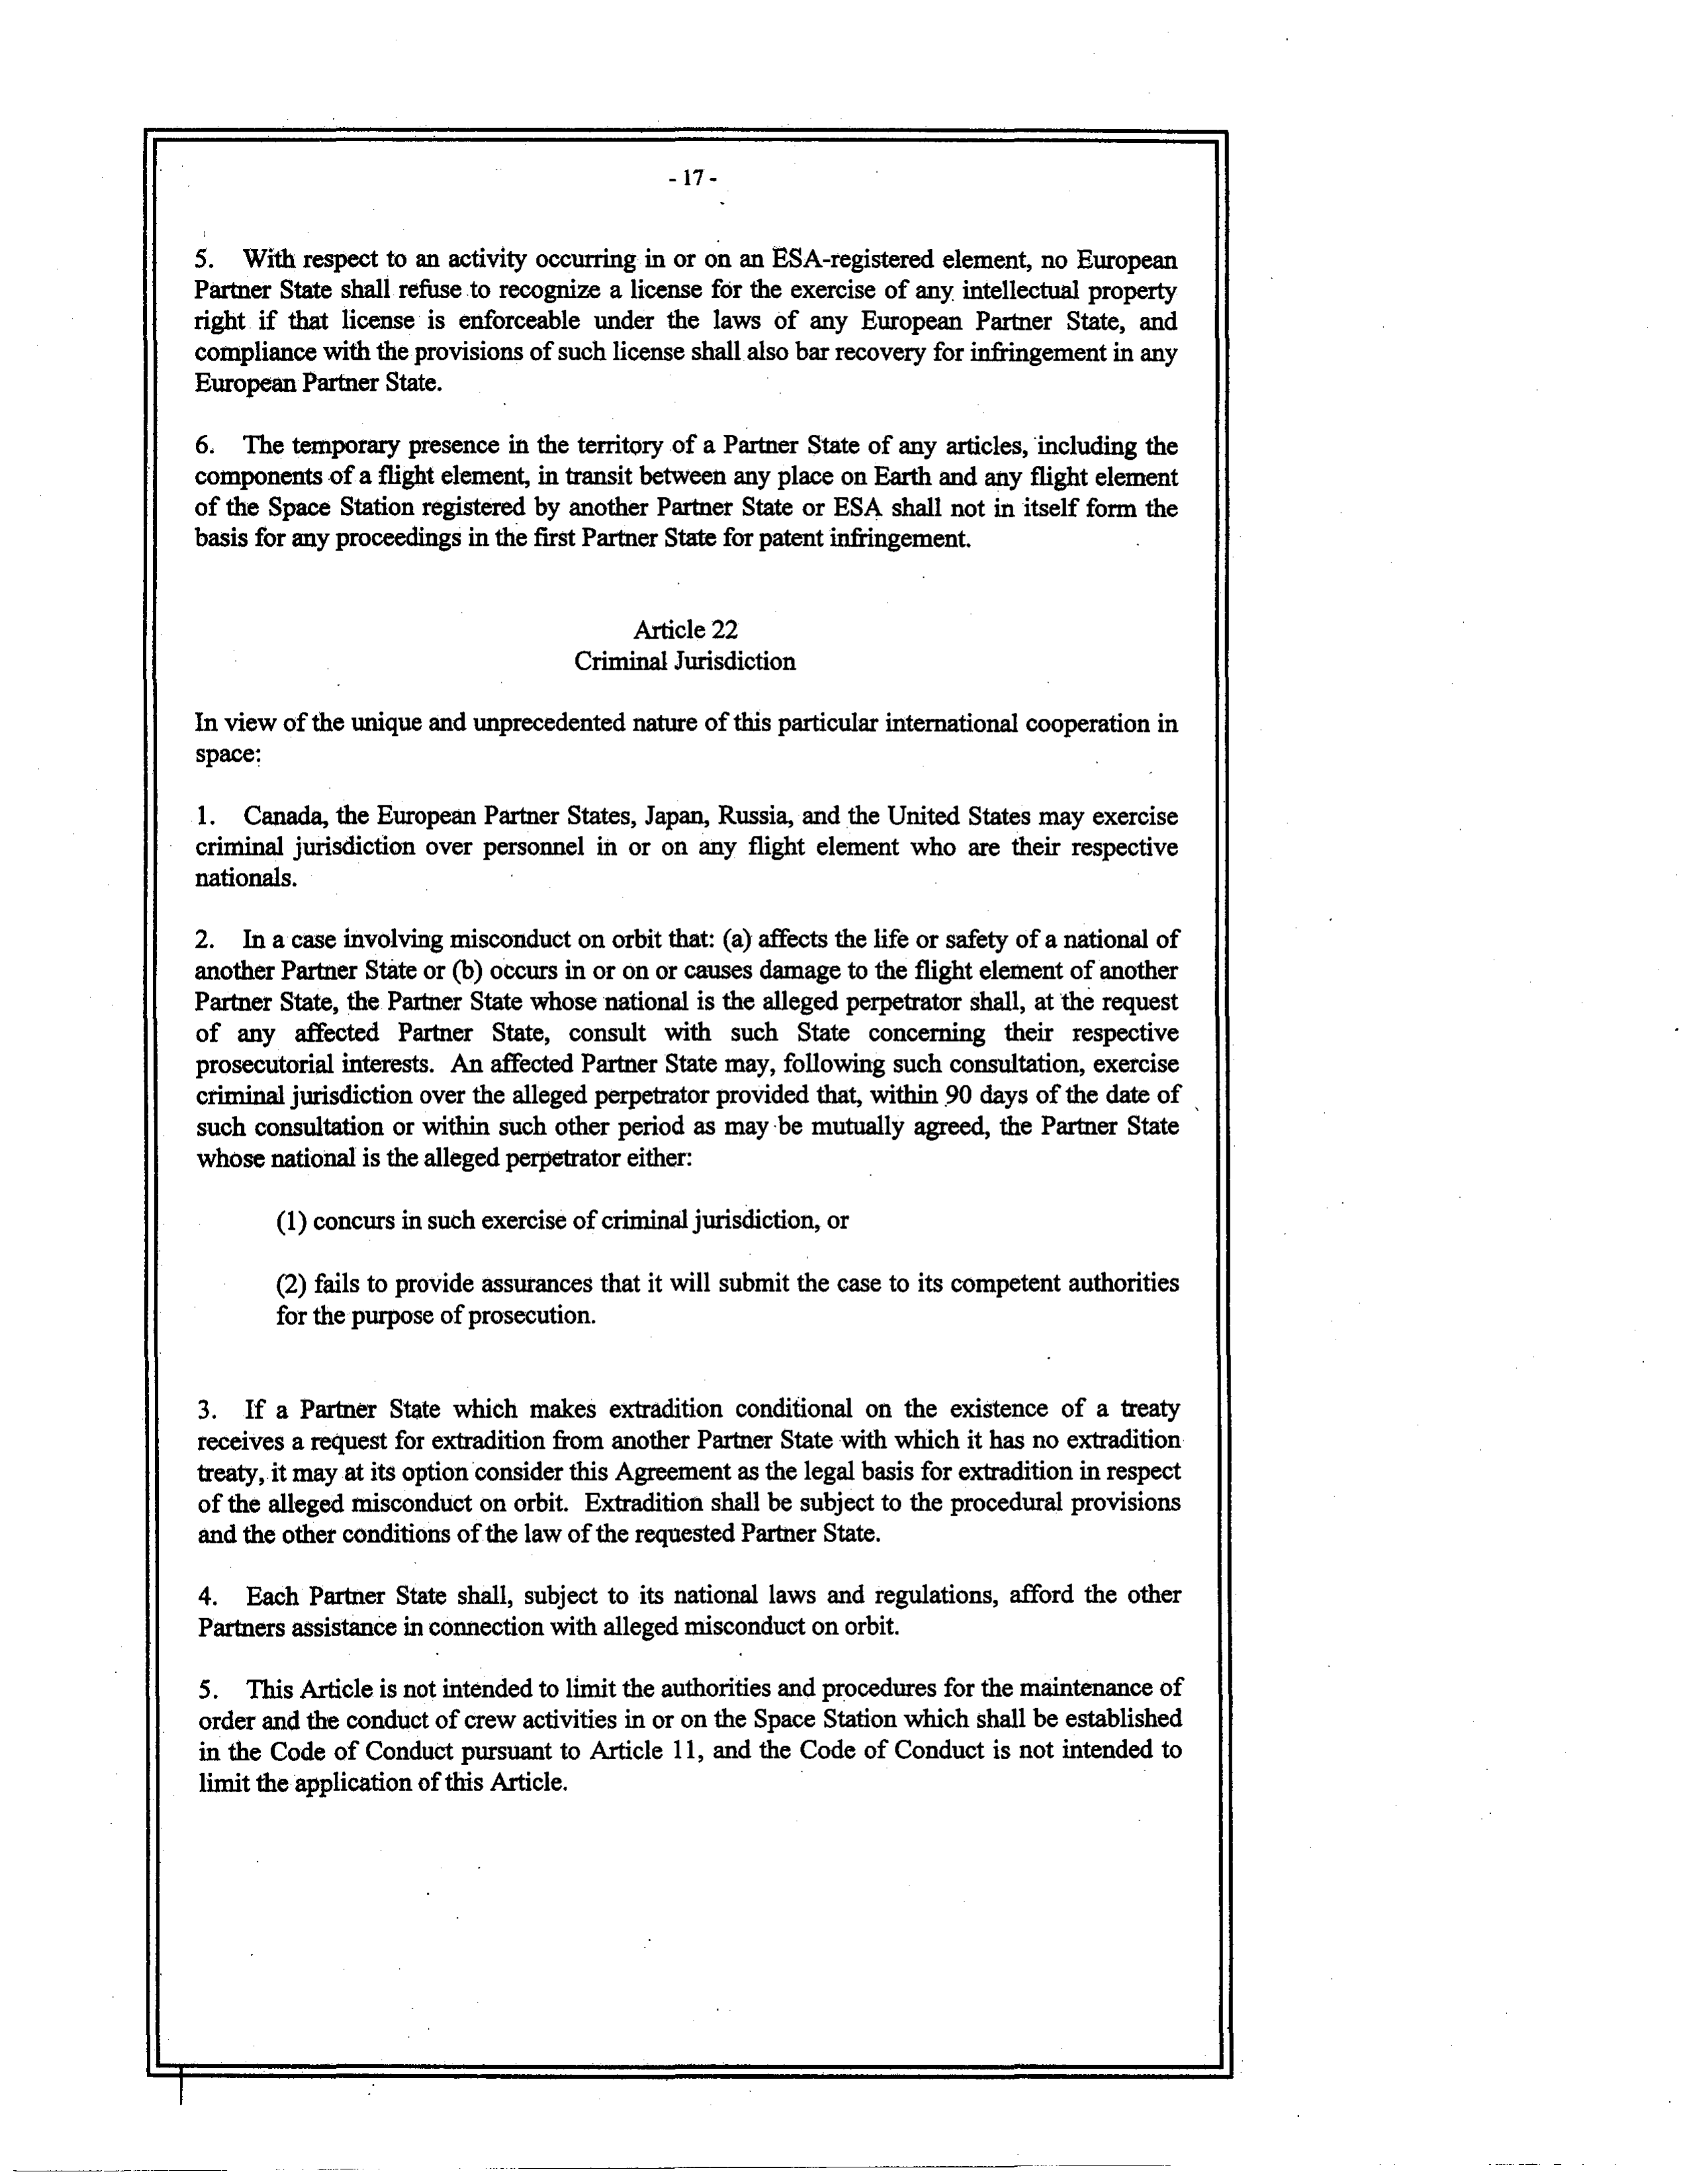 - 17 -
5. With respect to an activity occurring in or on an ESA-registered element, no European
Partner State shall refuse to recognize a license for the exercise of any intellectual property
right if that license is enforceable under the laws of any European Partner State, and
compliance with the provisions of such license shall also bar recovery for infringement in any
European Partner State.
6. The temporary presence in the territory of a Partner State of any articles, including the
components of a flight element, in transit between any place on Earth and any flight element
of the Space Station registered by another Partner State or ESA shall not in itself form the
basis for any proceedings in the first Partner State for patent infringement.
Article 22
Criminal Jurisdiction
In view of the unique and unprecedented nature of this particular international cooperation in
space:
1. Canada, the European Partner States, Japan, Russia, and the United States may exercise
criminal jurisdiction over personnel in or on any flight element who are their respective
nationals.
2. In a case involving misconduct on orbit that: (a) affects the life or safety of a national of
another Partner State or (b) occurs in or on or causes damage to the flight element of another
Partner State, the Partner State whose national is the alleged perpetrator shall, at the request
of any affected Partner State, consult with such State concerning their respective
prosecutorial interests. An affected Partner State may, following such consultation, exercise
criminal jurisdiction over the alleged perpetrator provided that, within 90 days of the date of
such consultation or within such other period as may be mutually agreed, the Partner State
whose national is the alleged perpetrator either:
(1) concurs in such exercise of criminal jurisdiction, or
(2) fails to provide assurances that it will submit the case to its competent authorities
for the purpose of prosecution.
3. If a Partner State which makes extradition conditional on the existence of a treaty
receives a request for extradition from another Partner State with which it has no extradition
treaty, it may at its option consider this Agreement as the legal basis for extradition in respect
of the alleged misconduct on orbit. Extradition shall be subject to the procedural provisions
and the other conditions of the law of the requested Partner State.
4. Each Partner State shall, subject to its national laws and regulations, afford the other
Partners assistance in connection with alleged misconduct on orbit.
5. This Article is not intended to limit the authorities and procedures for the maintenance of
order and the conduct of crew activities in or on the Space Station which shall be established
in the Code of Conduct pursuant to Article 11, and the Code of Conduct is not intended to
limit the application of this Article.